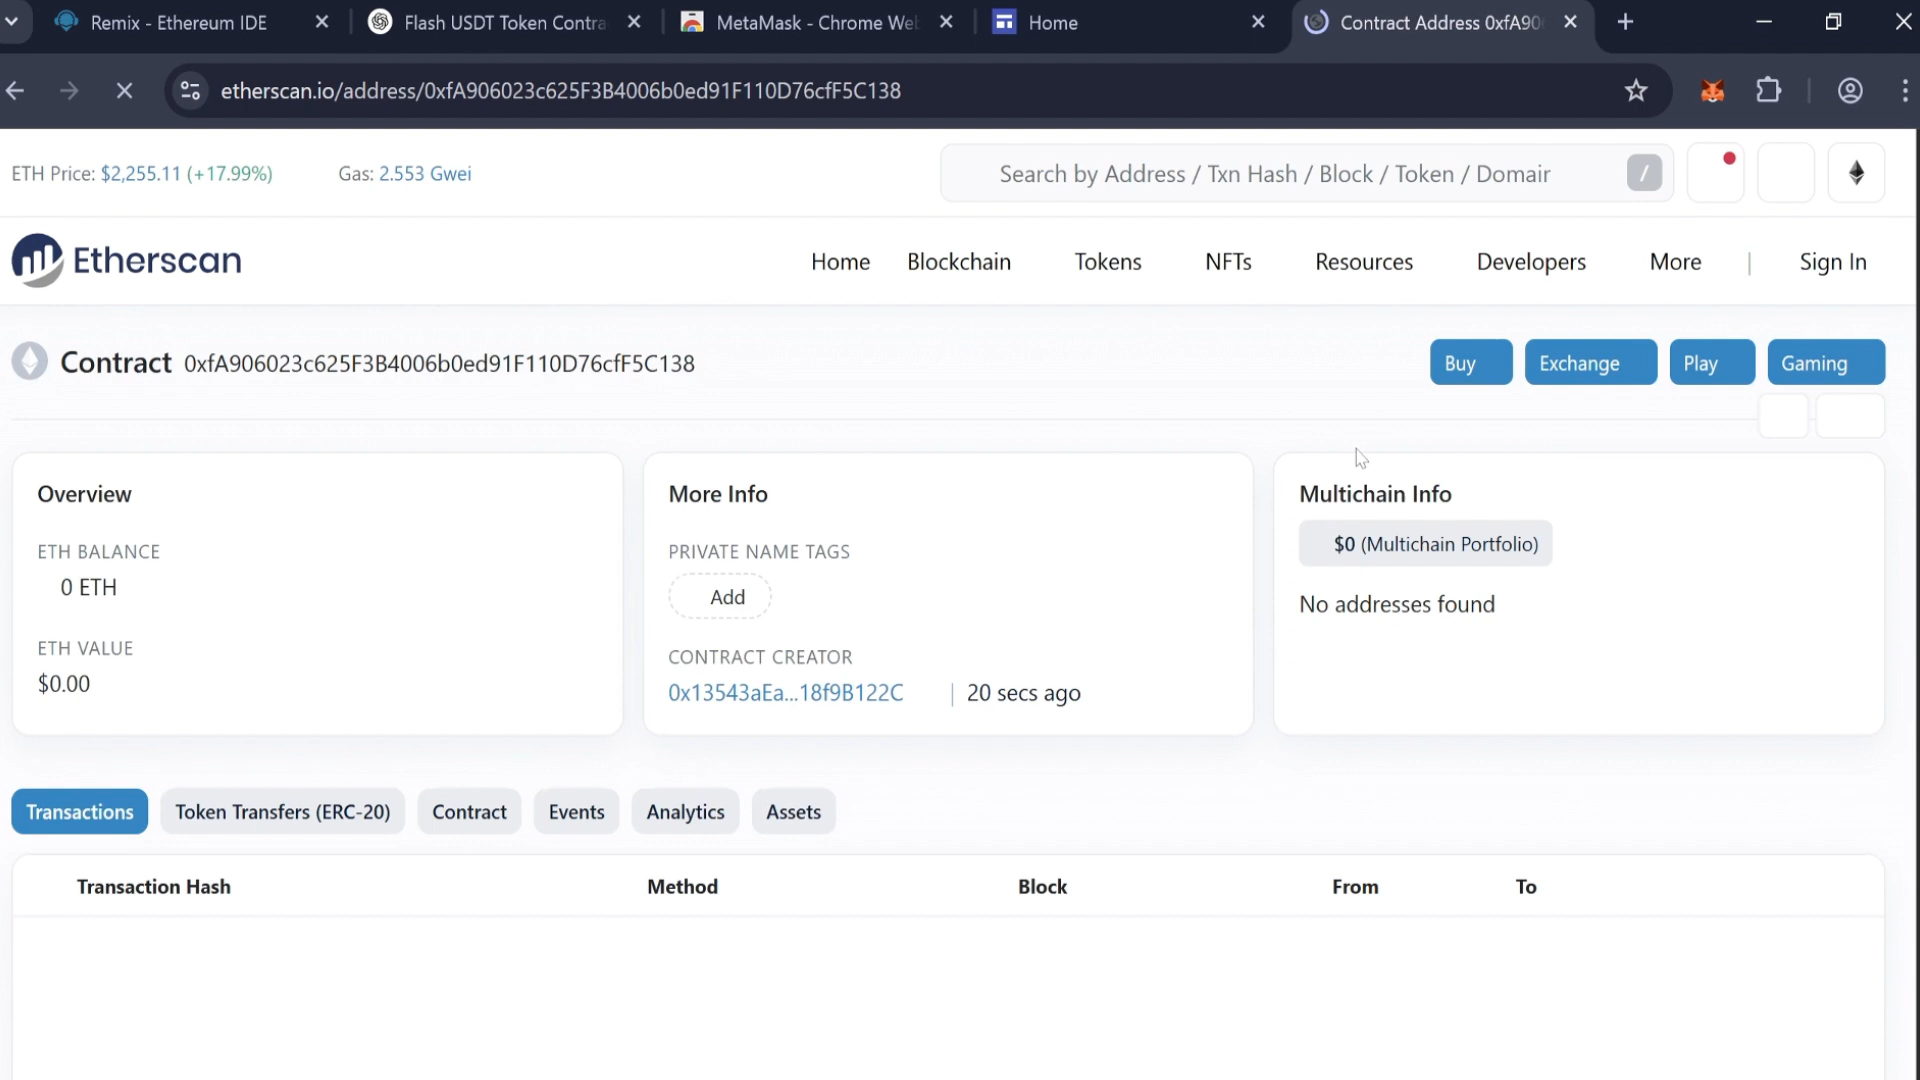 Remix - Ethereum IDE
Flash USDT Token Contra
MetaMask - Chrome We
Home
Contract Address 0xfA90
etherscan.io/address/0xfA906023c625F3B4006b0ed91F110D76cfF5C138
ETH Price: $2,255.11 (+17.99%)
Gas: 2.553 Gwei
Search by Address / Txn Hash / Block / Token / Domair
/
Etherscan
Home
Blockchain
Tokens
NFTs
Resources
Developers
More
|
Sign In
Contract 0xfA906023c625F3B4006b0ed91F110D76cfF5C138
Buy
Exchange
Play
Gaming
Overview
ETH BALANCE
0 ETH
ETH VALUE
$0.00
More Info
PRIVATE NAME TAGS
Add
CONTRACT CREATOR
0x13543aEa...18f9B122C | 20 secs ago
Multichain Info
$0 (Multichain Portfolio)
No addresses found
Transactions
Token Transfers (ERC-20)
Contract
Events
Analytics
Assets
Transaction Hash
Method
Block
From
To